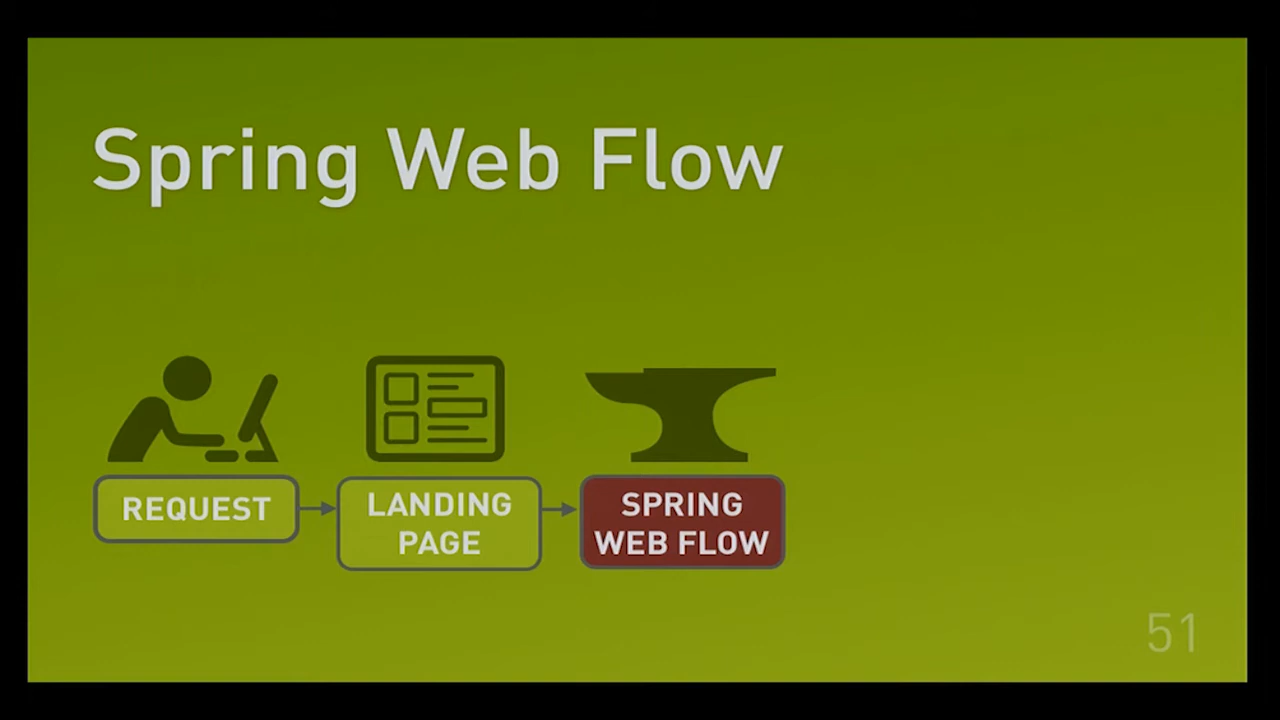 Spring Web Flow
REQUEST
LANDING
PAGE
SPRING
WEB FLOW
51